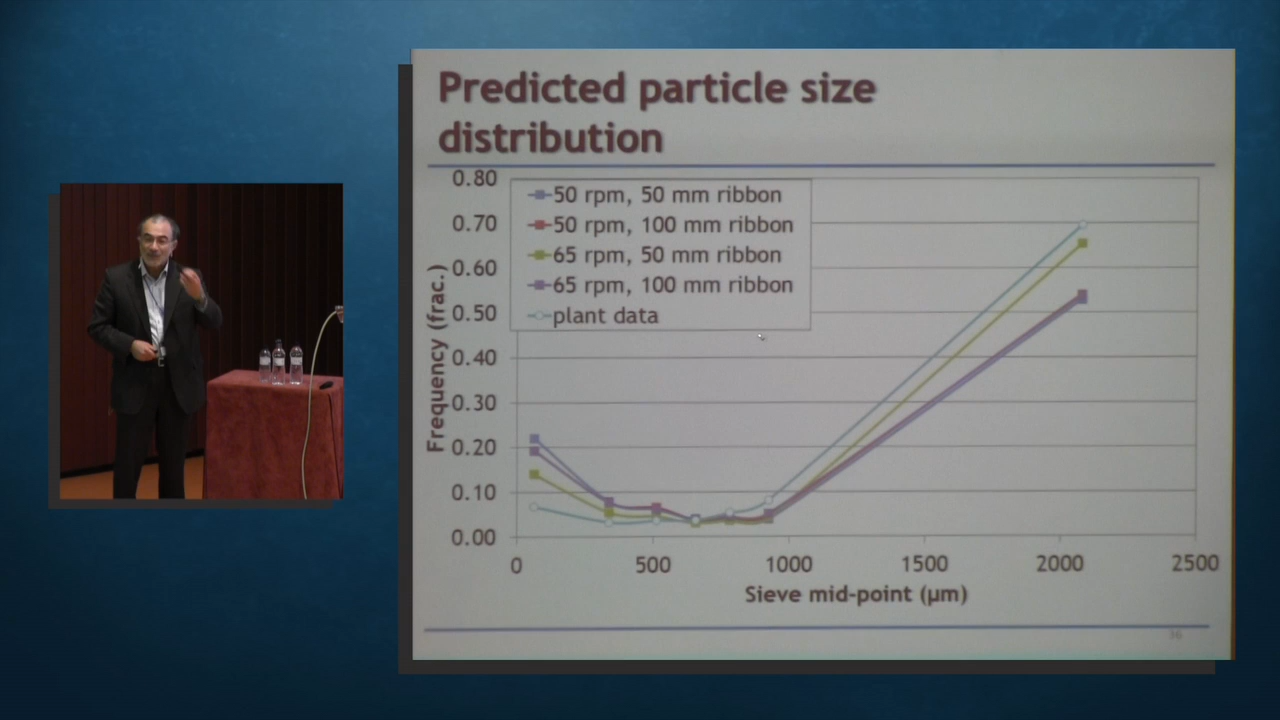 Predicted particle size
distribution
0.80
0.70
0.60
0.50
0.40
0.30
0.20
0.10
0.00
Frequency (frac.)
50 rpm, 50 mm ribbon
50 rpm, 100 mm ribbon
65 rpm, 50 mm ribbon
65 rpm, 100 mm ribbon
plant data
0 500 1000 1500 2000 2500
Sieve mid-point (µm)
36